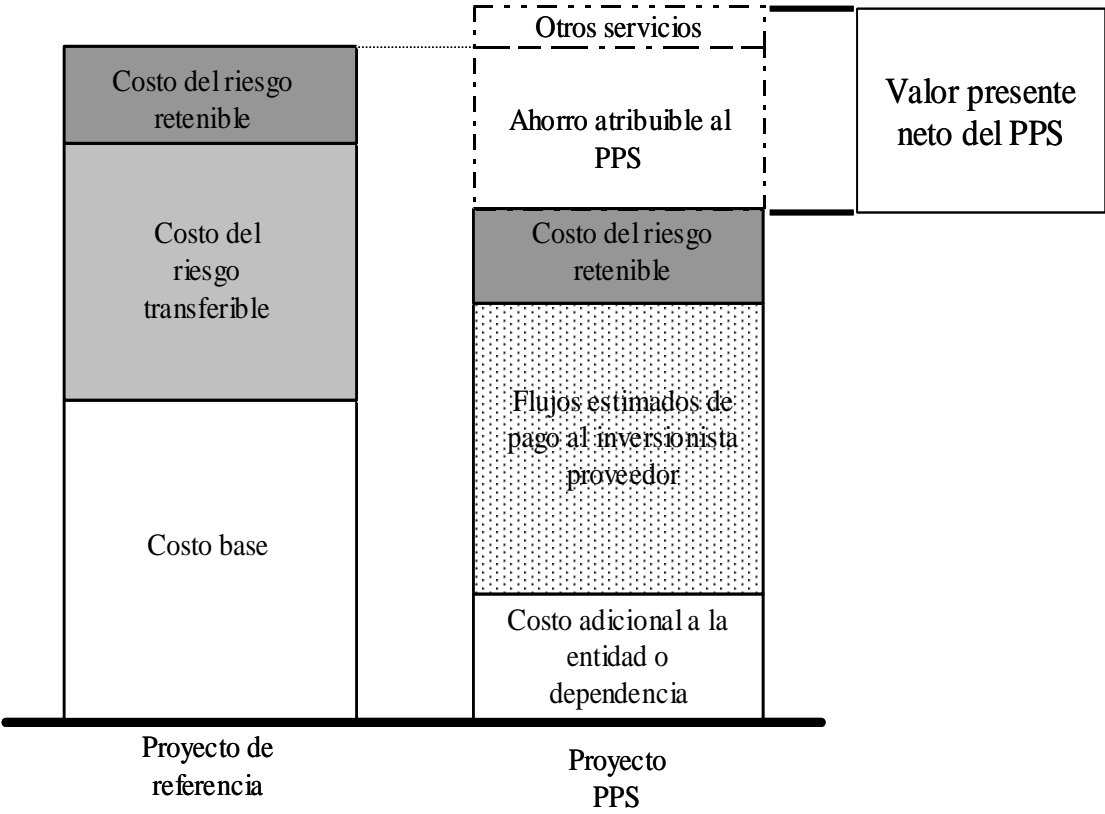 Costo del riesgo
retenible
Costo del
riesgo
transferible
Costo base
Proyecto de
referencia
Otros servicios
Ahorro atribuible al
PPS
Costo del riesgo
retenible
Flujos estimados de
pago al inversionista
proveedor
Costo adicional a la
entidad o
dependencia
Proyecto
PPS
Valor presente
neto del PPS